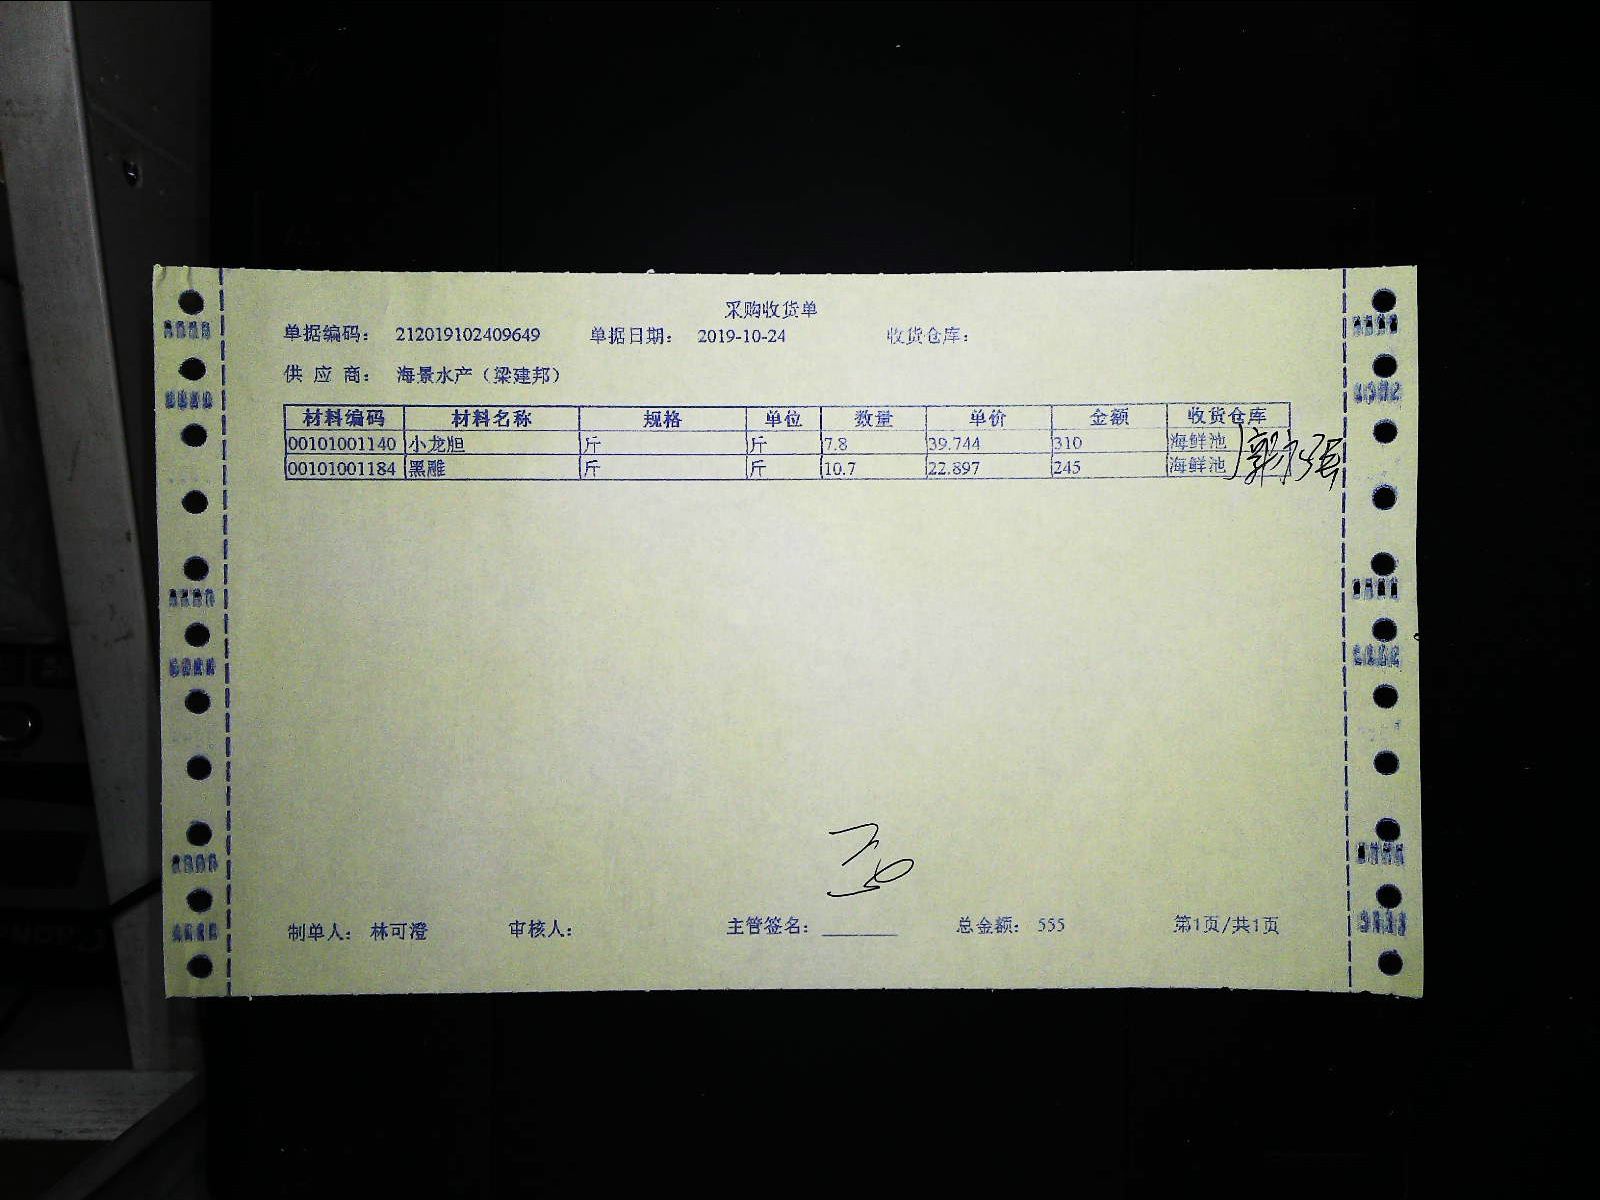 采购收货单
单据编码： 212019102409649 单据日期： 2019-10-24 收货仓库：
供 应 商： 海景水产（梁建邦）
材料编码 材料名称 规格 单位 数量 单价 金额 收货仓库
00101001140 小龙胆 斤 斤 7.8 39.744 310 海鲜池
00101001184 黑雕 斤 斤 10.7 22.897 245 海鲜池
制单人： 林可澄 审核人： 主管签名： 总金额： 555 第1页/共1页